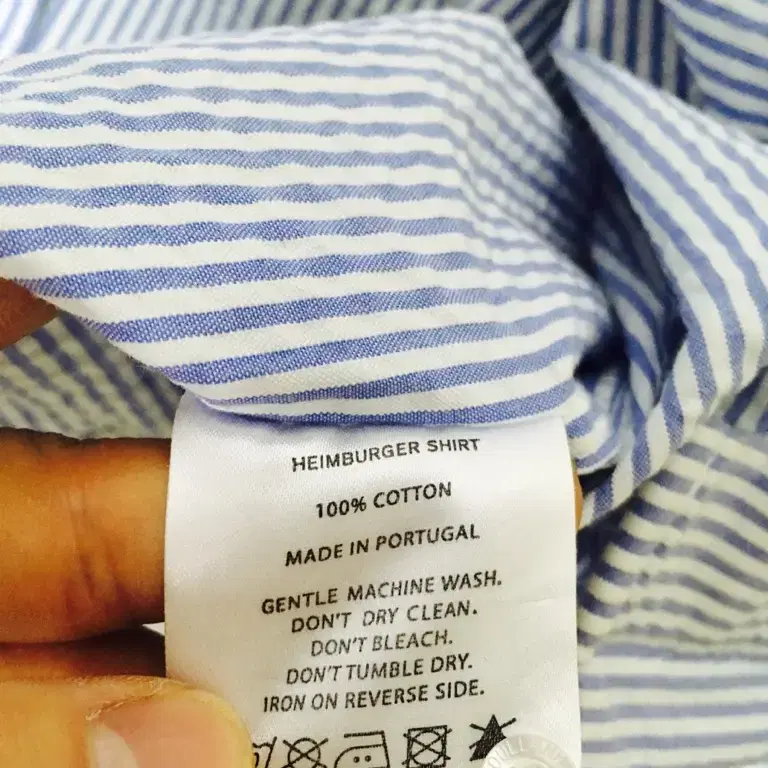 HEIMBURGER SHIRT
100% COTTON
MADE IN PORTUGAL
GENTLE MACHINE WASH.
DON'T DRY CLEAN.
DON'T BLEACH.
DON'T TUMBLE DRY.
IRON ON REVERSE SIDE.